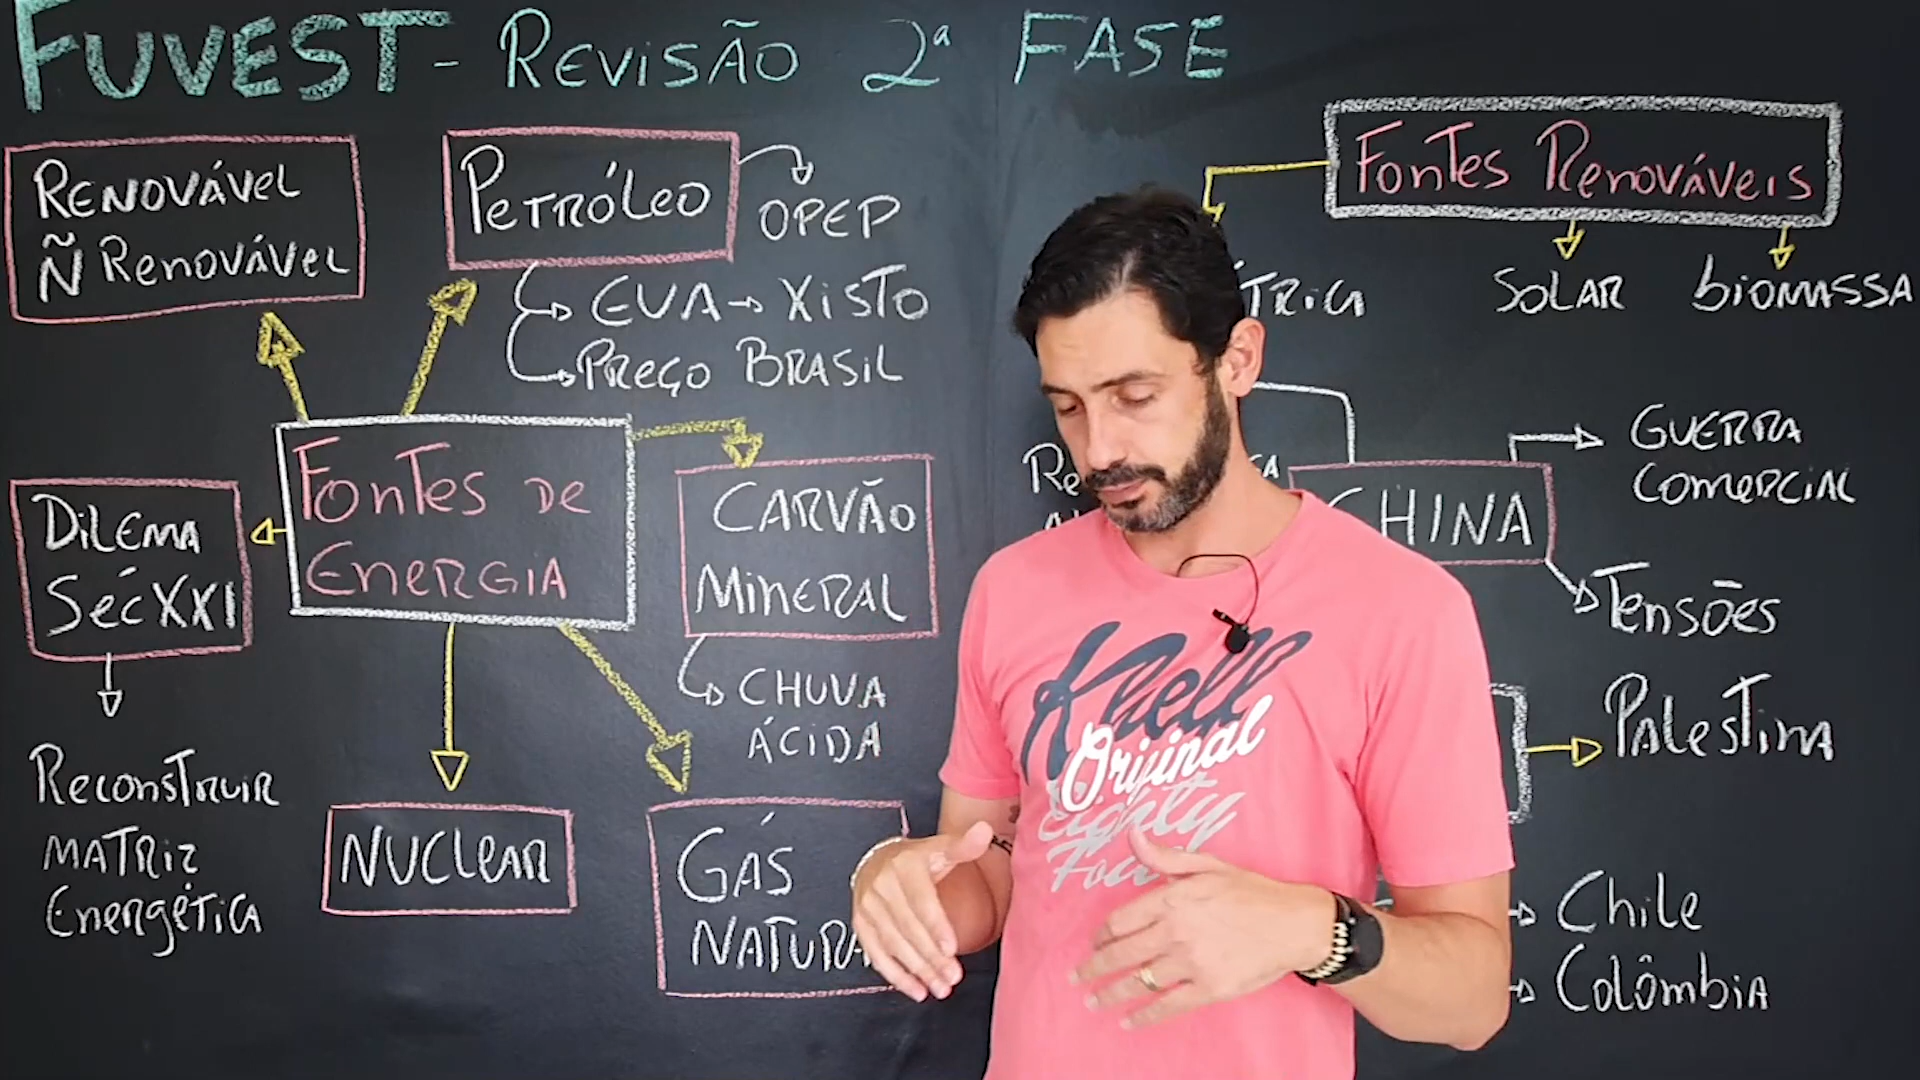 FUVEST - REVISÃO 2ª FASE
RENOVÁVEL
Ñ RENOVÁVEL
PETRÓLEO
OPEP
EUA → XISTO
PREÇO BRASIL
FONTES DE
ENERGIA
DILEMA
SÉC XXI
RECONSTRUIR
MATRIZ
ENERGÉTICA
CARVÃO
MINERAL
CHUVA
ÁCIDA
NUCLEAR
GÁS
NATURA
FONTES RENOVÁVEIS
TRICA
SOLAR
BIOMASSA
CHINA
GUERRA
COMERCIAL
TENSÕES
PALESTINA
CHILE
COLÔMBIA
Khell
Original
Eighty